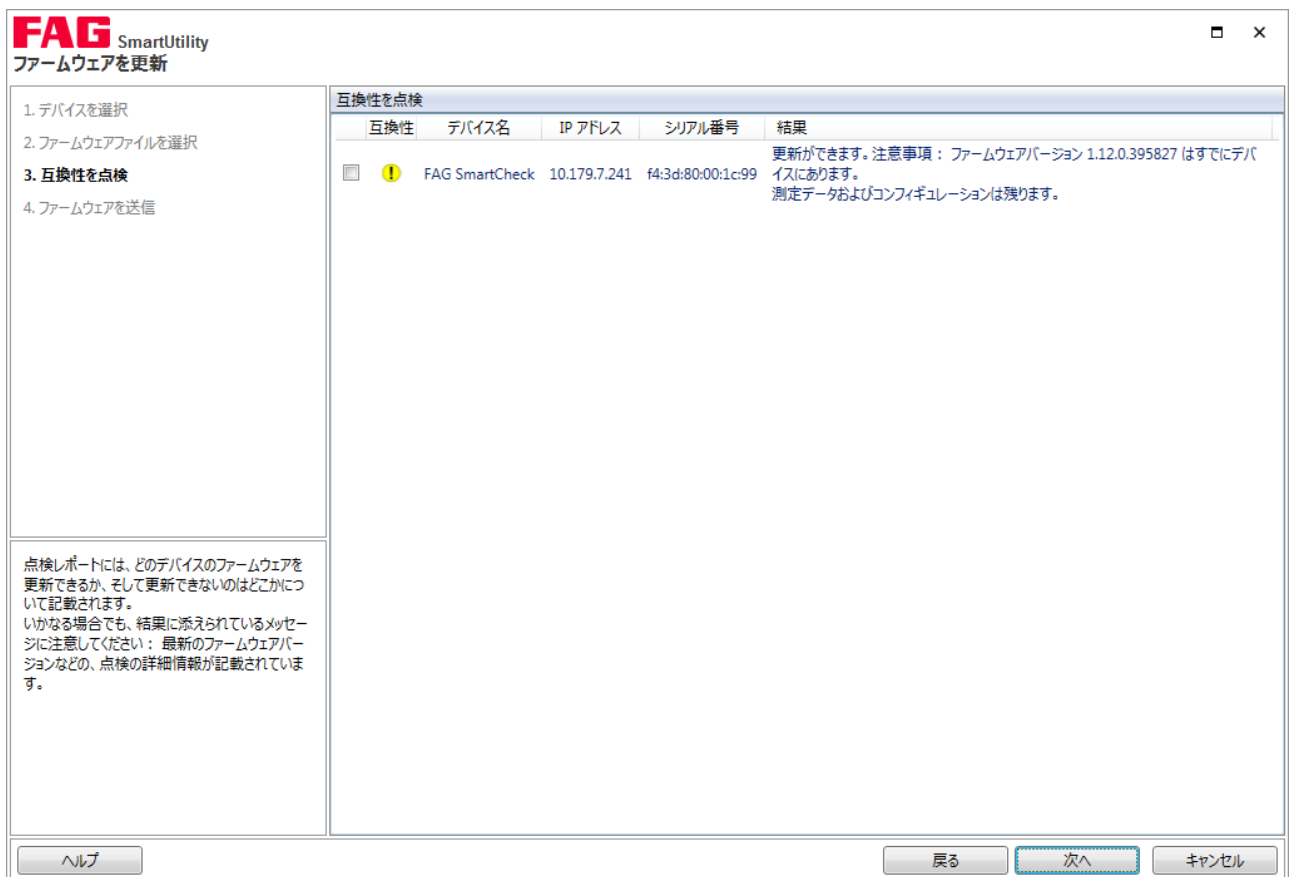 FAG SmartUtility
ファームウェアを更新
1. デバイスを選択
2. ファームウェアファイルを選択
3. 互換性を点検
4. ファームウェアを送信
点検レポートには、どのデバイスのファームウェアを
更新できるか、そして更新できないのはどこかにつ
いて記載されます。
いかなる場合でも、結果に添えられているメッセー
ジに注意してください： 最新のファームウェアバー
ジョンなどの、点検の詳細情報が記載されていま
す。
互換性を点検
互換性 デバイス名 IP アドレス シリアル番号 結果
FAG SmartCheck 10.179.7.241 f4:3d:80:00:1c:99
更新ができます。注意事項： ファームウェアバージョン 1.12.0.395827 はすでにデバ
イスにあります。
測定データおよびコンフィギュレーションは残ります。
ヘルプ 戻る 次へ キャンセル